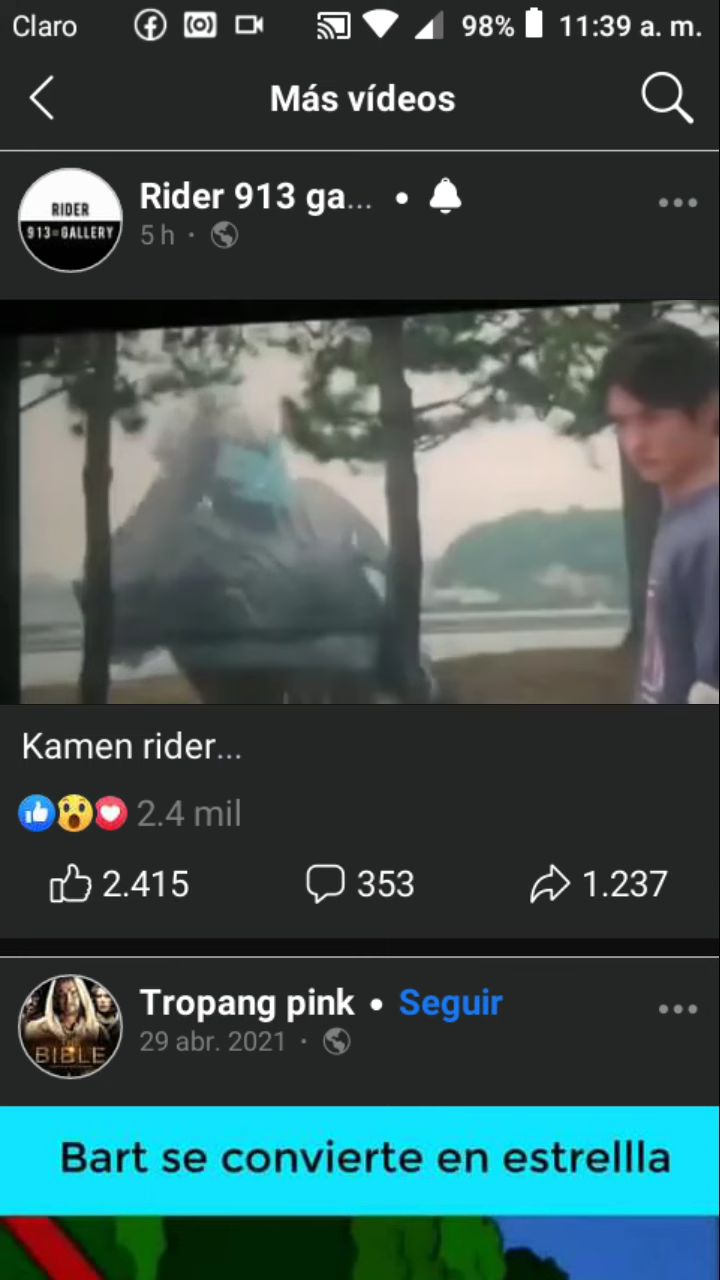 Claro 98% 11:39 a. m.
Más vídeos
RIDER
913=GALLERY
Rider 913 ga... •
5 h ·
Kamen rider...
2.4 mil
2.415 353 1.237
BIBLE
Tropang pink • Seguir
29 abr. 2021 ·
Bart se convierte en estrellla